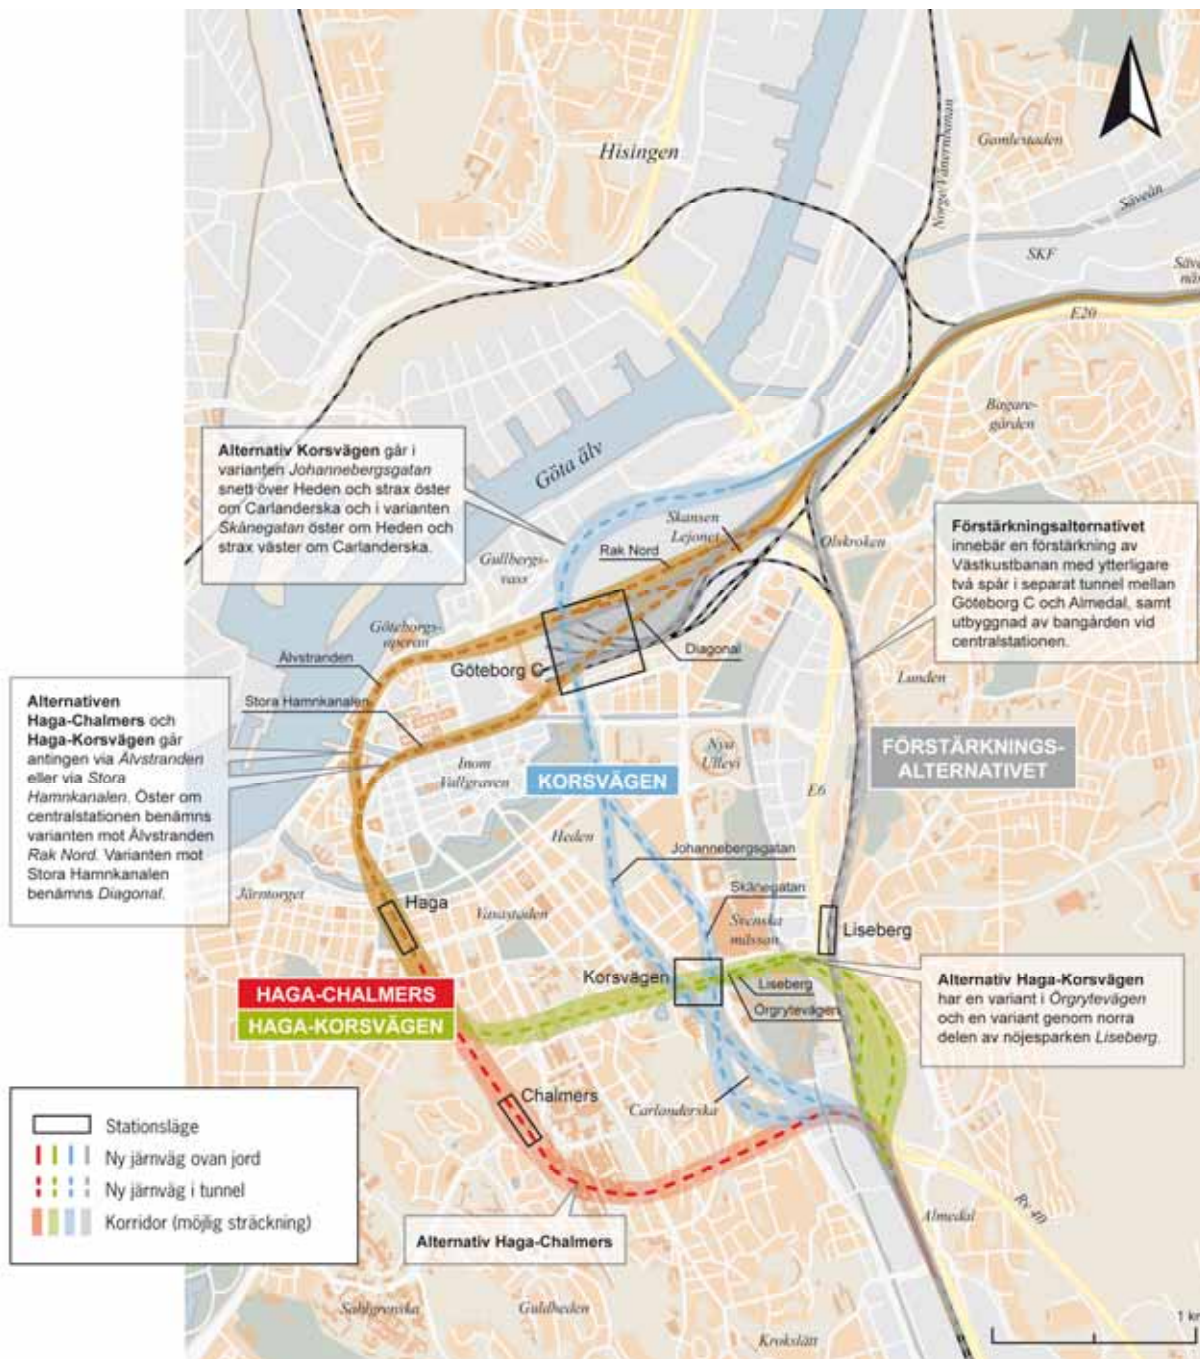 Hisingen
Norge/Vänernbanan
Gamlestaden
Säveån
SKF
E20
Bagare-
gården
Göta älv
Alternativ Korsvägen går i
varianten Johannebergsgatan
snett över Heden och strax öster
om Carlanderska och i varianten
Skånegatan öster om Heden och
strax väster om Carlanderska.
Skansen
Lejonet
Rak Nord
Olskroken
Gullbergs-
vass
Förstärkningsalternativet
innebär en förstärkning av
Västkustbanan med ytterligare
två spår i separat tunnel mellan
Göteborg C och Almedal, samt
utbyggnad av bangården vid
centralstationen.
Göteborgs-
operan
Älvstranden
Göteborg C
Diagonal
Stora Hamnkanalen
Lunden
Alternativen
Haga-Chalmers och
Haga-Korsvägen går
antingen via Älvstranden
eller via Stora
Hamnkanalen. Öster om
centralstationen benämns
varianten mot Älvstranden
Rak Nord. Varianten mot
Stora Hamnkanalen
benämns Diagonal.
Inom
Vallgraven
Nya
Ullevi
FÖRSTÄRKNINGS-
ALTERNATIVET
KORSVÄGEN
E6
Heden
Johannebergsgatan
Skånegatan
Järntorget
Haga
Vasastaden
Svenska
mässan
Liseberg
Korsvägen
Liseberg
Örgrytevägen
HAGA-CHALMERS
HAGA-KORSVÄGEN
Alternativ Haga-Korsvägen
har en variant i Örgrytevägen
och en variant genom norra
delen av nöjesparken Liseberg.
Chalmers
Carlanderska
Stationsläge
Ny järnväg ovan jord
Ny järnväg i tunnel
Korridor (möjlig sträckning)
Rv 40
Almedal
Alternativ Haga-Chalmers
Sahlgrenska
Guldheden
Krokslätt